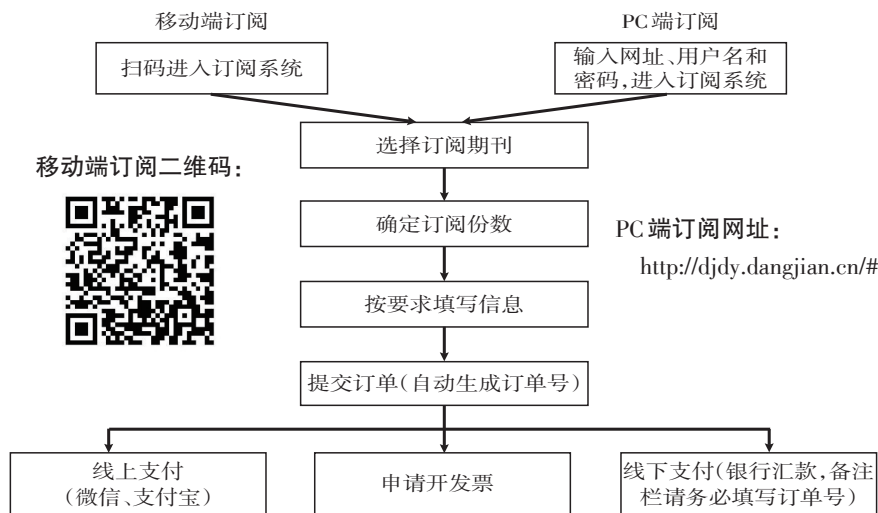 移动端订阅
PC端订阅
扫码进入订阅系统
输入网址、用户名和
密码,进入订阅系统
选择订阅期刊
移动端订阅二维码：
确定订阅份数
PC端订阅网址：
http://djdy.dangjian.cn/#
按要求填写信息
提交订单(自动生成订单号)
线上支付
(微信、支付宝)
申请开发票
线下支付(银行汇款,备注
栏请务必填写订单号)